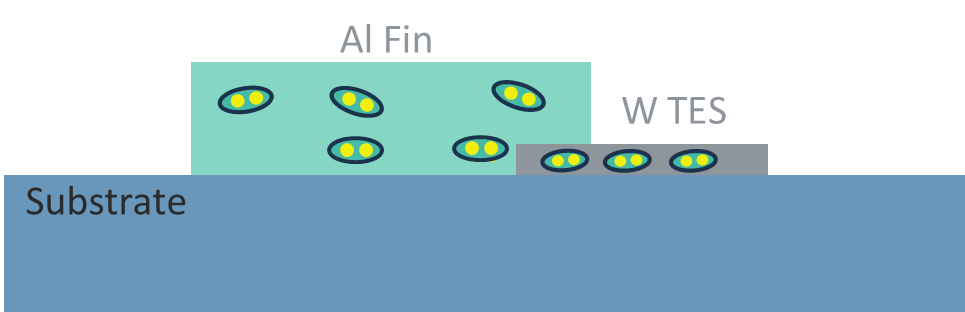 Al Fin
W TES
Substrate